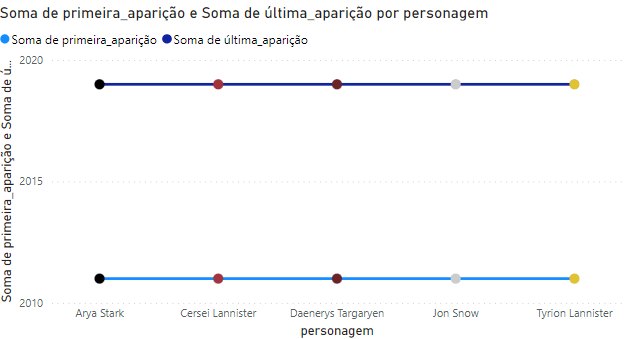 Soma de primeira_aparição e Soma de última_aparição por personagem
Soma de primeira_aparição Soma de última_aparição
Soma de primeira_aparição e Soma de ú...
2020
2015
2010
Arya Stark Cersei Lannister Daenerys Targaryen Jon Snow Tyrion Lannister
personagem